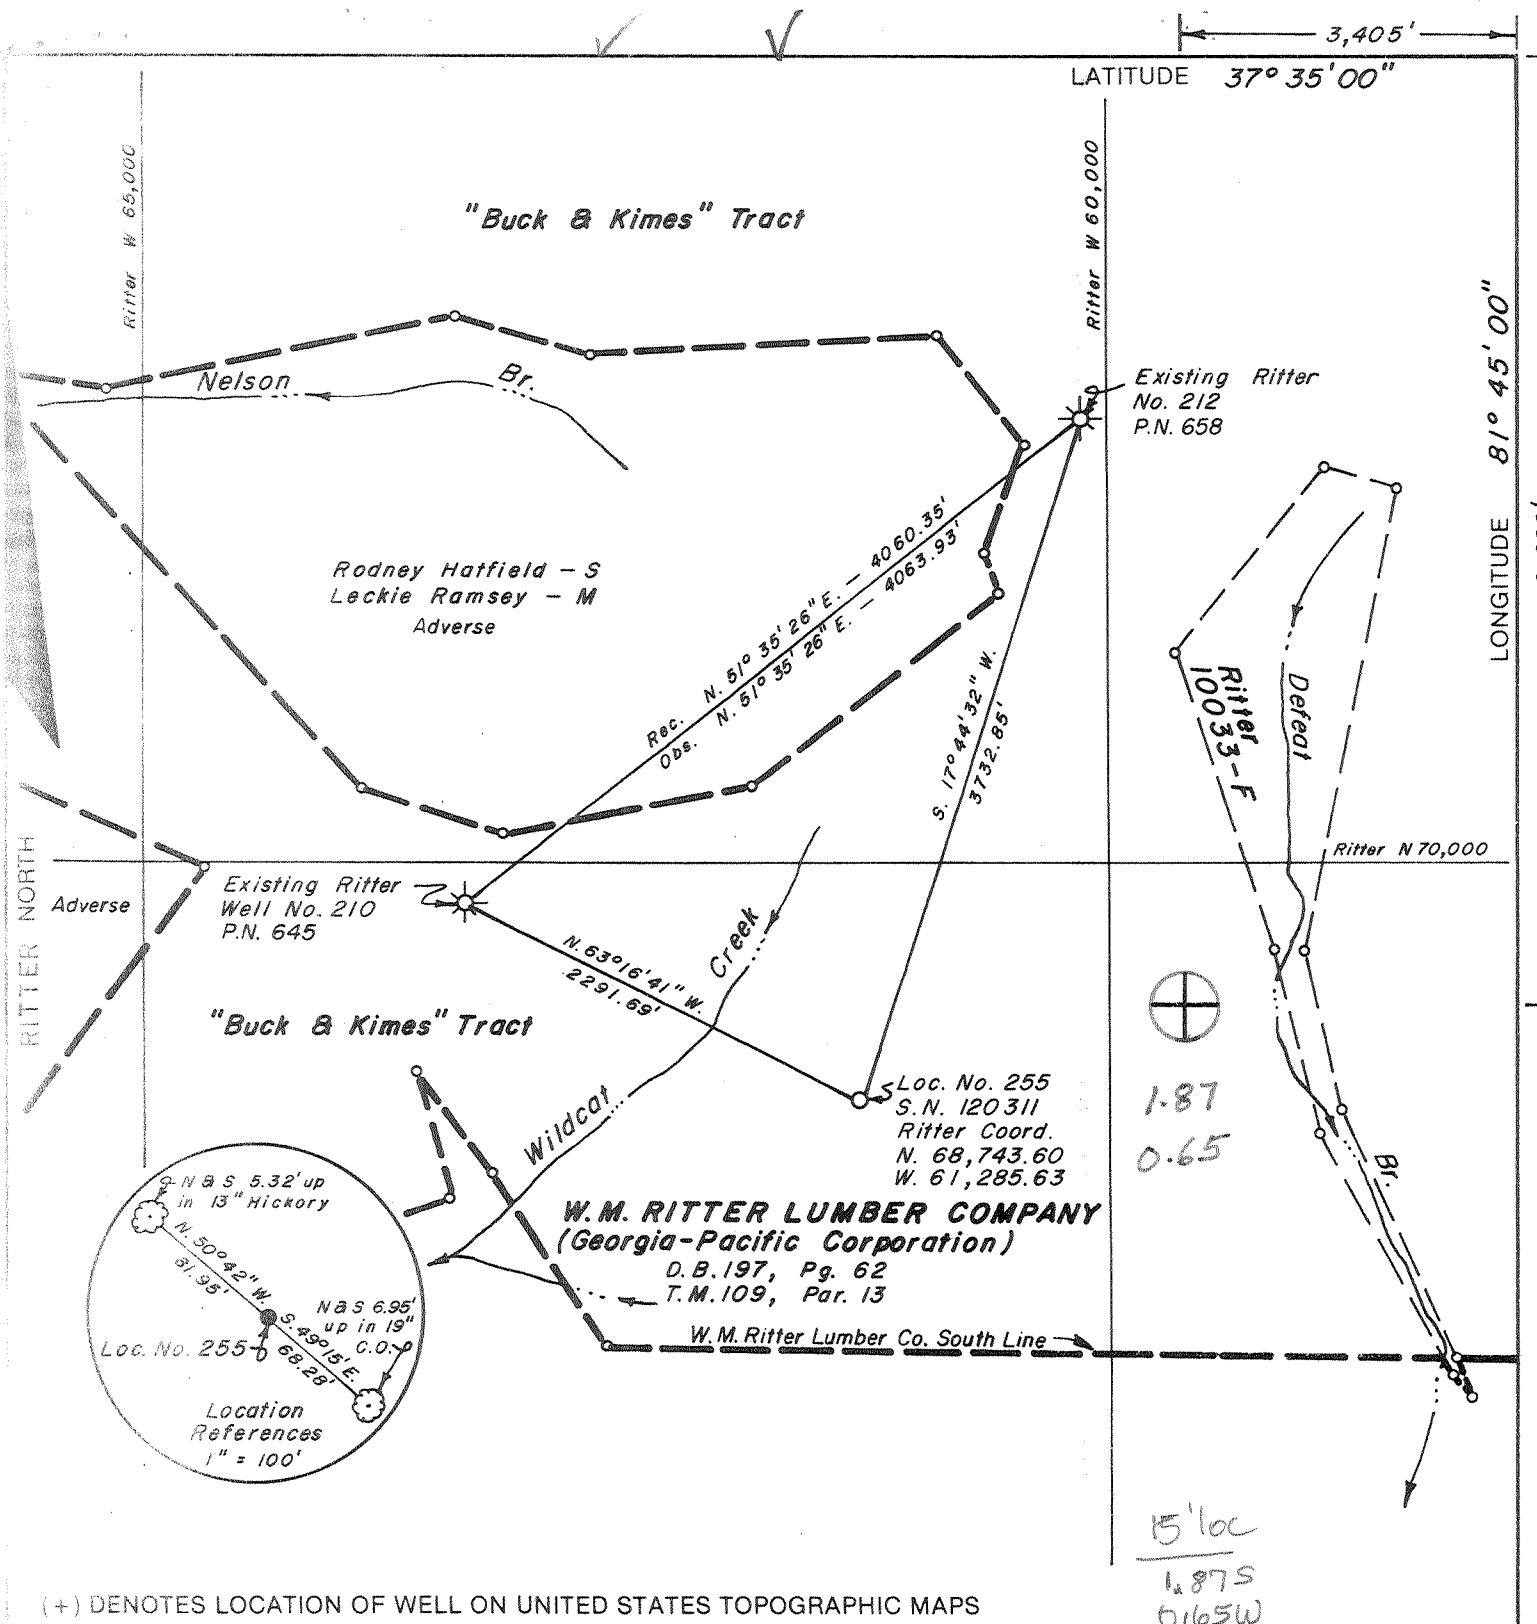 3,405'
LATITUDE 37° 35' 00"
LONGITUDE 81° 45' 00"
Ritter W 65,000
Ritter W 60,000
"Buck & Kimes" Tract
Nelson Br.
Existing Ritter
No. 212
P.N. 658
Rodney Hatfield - S
Leckie Ramsey - M
Adverse
Rec. N. 51° 35' 26" E. - 4060.35'
Obs. N. 51° 35' 26" E. - 4063.93'
S. 17° 44' 32" W.
3732.85'
Ritter
10033-F
Defeat
Br.
Ritter N 70,000
RITTER NORTH
Adverse
Existing Ritter
Well No. 210
P.N. 645
N. 63° 16' 41" W.
2291.69'
Wildcat Creek
"Buck & Kimes" Tract
Loc. No. 255
S.N. 120311
Ritter Coord.
N. 68,743.60
W. 61,285.63
1.87
0.65
W.M. RITTER LUMBER COMPANY
(Georgia-Pacific Corporation)
D.B. 197, Pg. 62
T.M. 109, Par. 13
W.M. Ritter Lumber Co. South Line
N & S 5.32' up
in 13" Hickory
N. 50° 42" W.
81.95'
N & S 6.95'
up in 19"
C.O.
S. 49° 15' E.
68.28'
Loc. No. 255
Location
References
1" = 100'
15' loc
1.87 S
0.65 W
(+) DENOTES LOCATION OF WELL ON UNITED STATES TOPOGRAPHIC MAPS